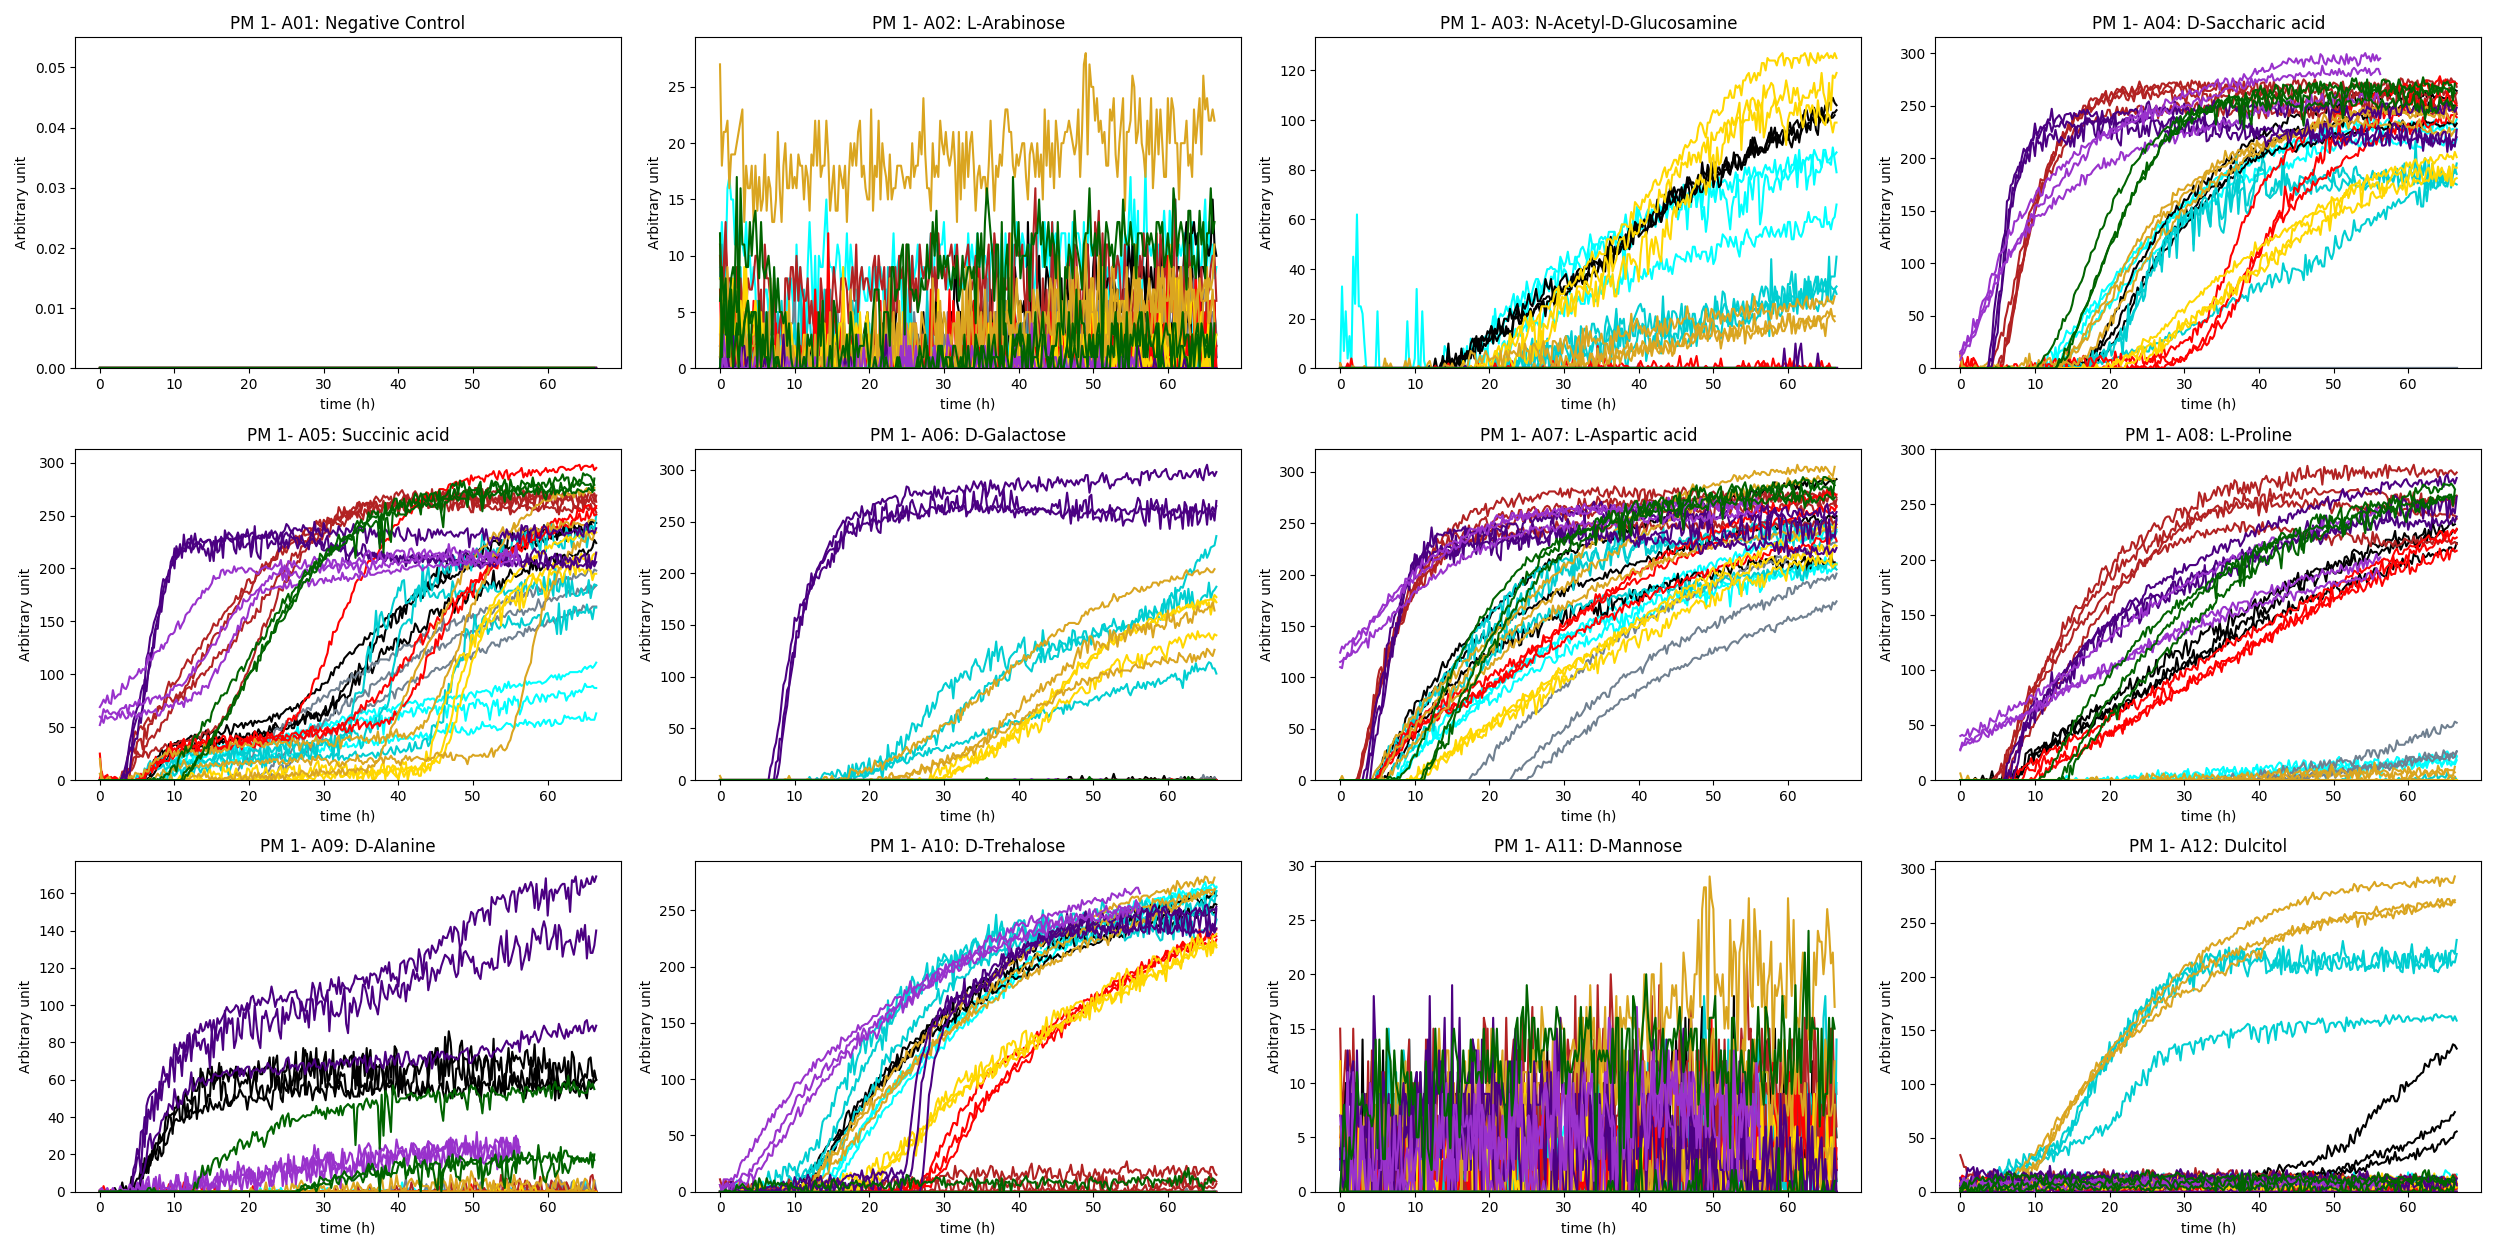 PM 1- A01: Negative Control
PM 1- A02: L-Arabinose
PM 1- A03: N-Acetyl-D-Glucosamine
PM 1- A04: D-Saccharic acid
Arbitrary unit
0.05
0.04
0.03
0.02
0.01
0.00
0 10 20 30 40 50 60
time (h)
Arbitrary unit
25
20
15
10
5
0
0 10 20 30 40 50 60
time (h)
Arbitrary unit
120
100
80
60
40
20
0
0 10 20 30 40 50 60
time (h)
Arbitrary unit
300
250
200
150
100
50
0
0 10 20 30 40 50 60
time (h)
PM 1- A05: Succinic acid
PM 1- A06: D-Galactose
PM 1- A07: L-Aspartic acid
PM 1- A08: L-Proline
Arbitrary unit
300
250
200
150
100
50
0
0 10 20 30 40 50 60
time (h)
Arbitrary unit
300
250
200
150
100
50
0
0 10 20 30 40 50 60
time (h)
Arbitrary unit
300
250
200
150
100
50
0
0 10 20 30 40 50 60
time (h)
Arbitrary unit
300
250
200
150
100
50
0
0 10 20 30 40 50 60
time (h)
PM 1- A09: D-Alanine
PM 1- A10: D-Trehalose
PM 1- A11: D-Mannose
PM 1- A12: Dulcitol
Arbitrary unit
160
140
120
100
80
60
40
20
0
0 10 20 30 40 50 60
time (h)
Arbitrary unit
250
200
150
100
50
0
0 10 20 30 40 50 60
time (h)
Arbitrary unit
30
25
20
15
10
5
0
0 10 20 30 40 50 60
time (h)
Arbitrary unit
300
250
200
150
100
50
0
0 10 20 30 40 50 60
time (h)